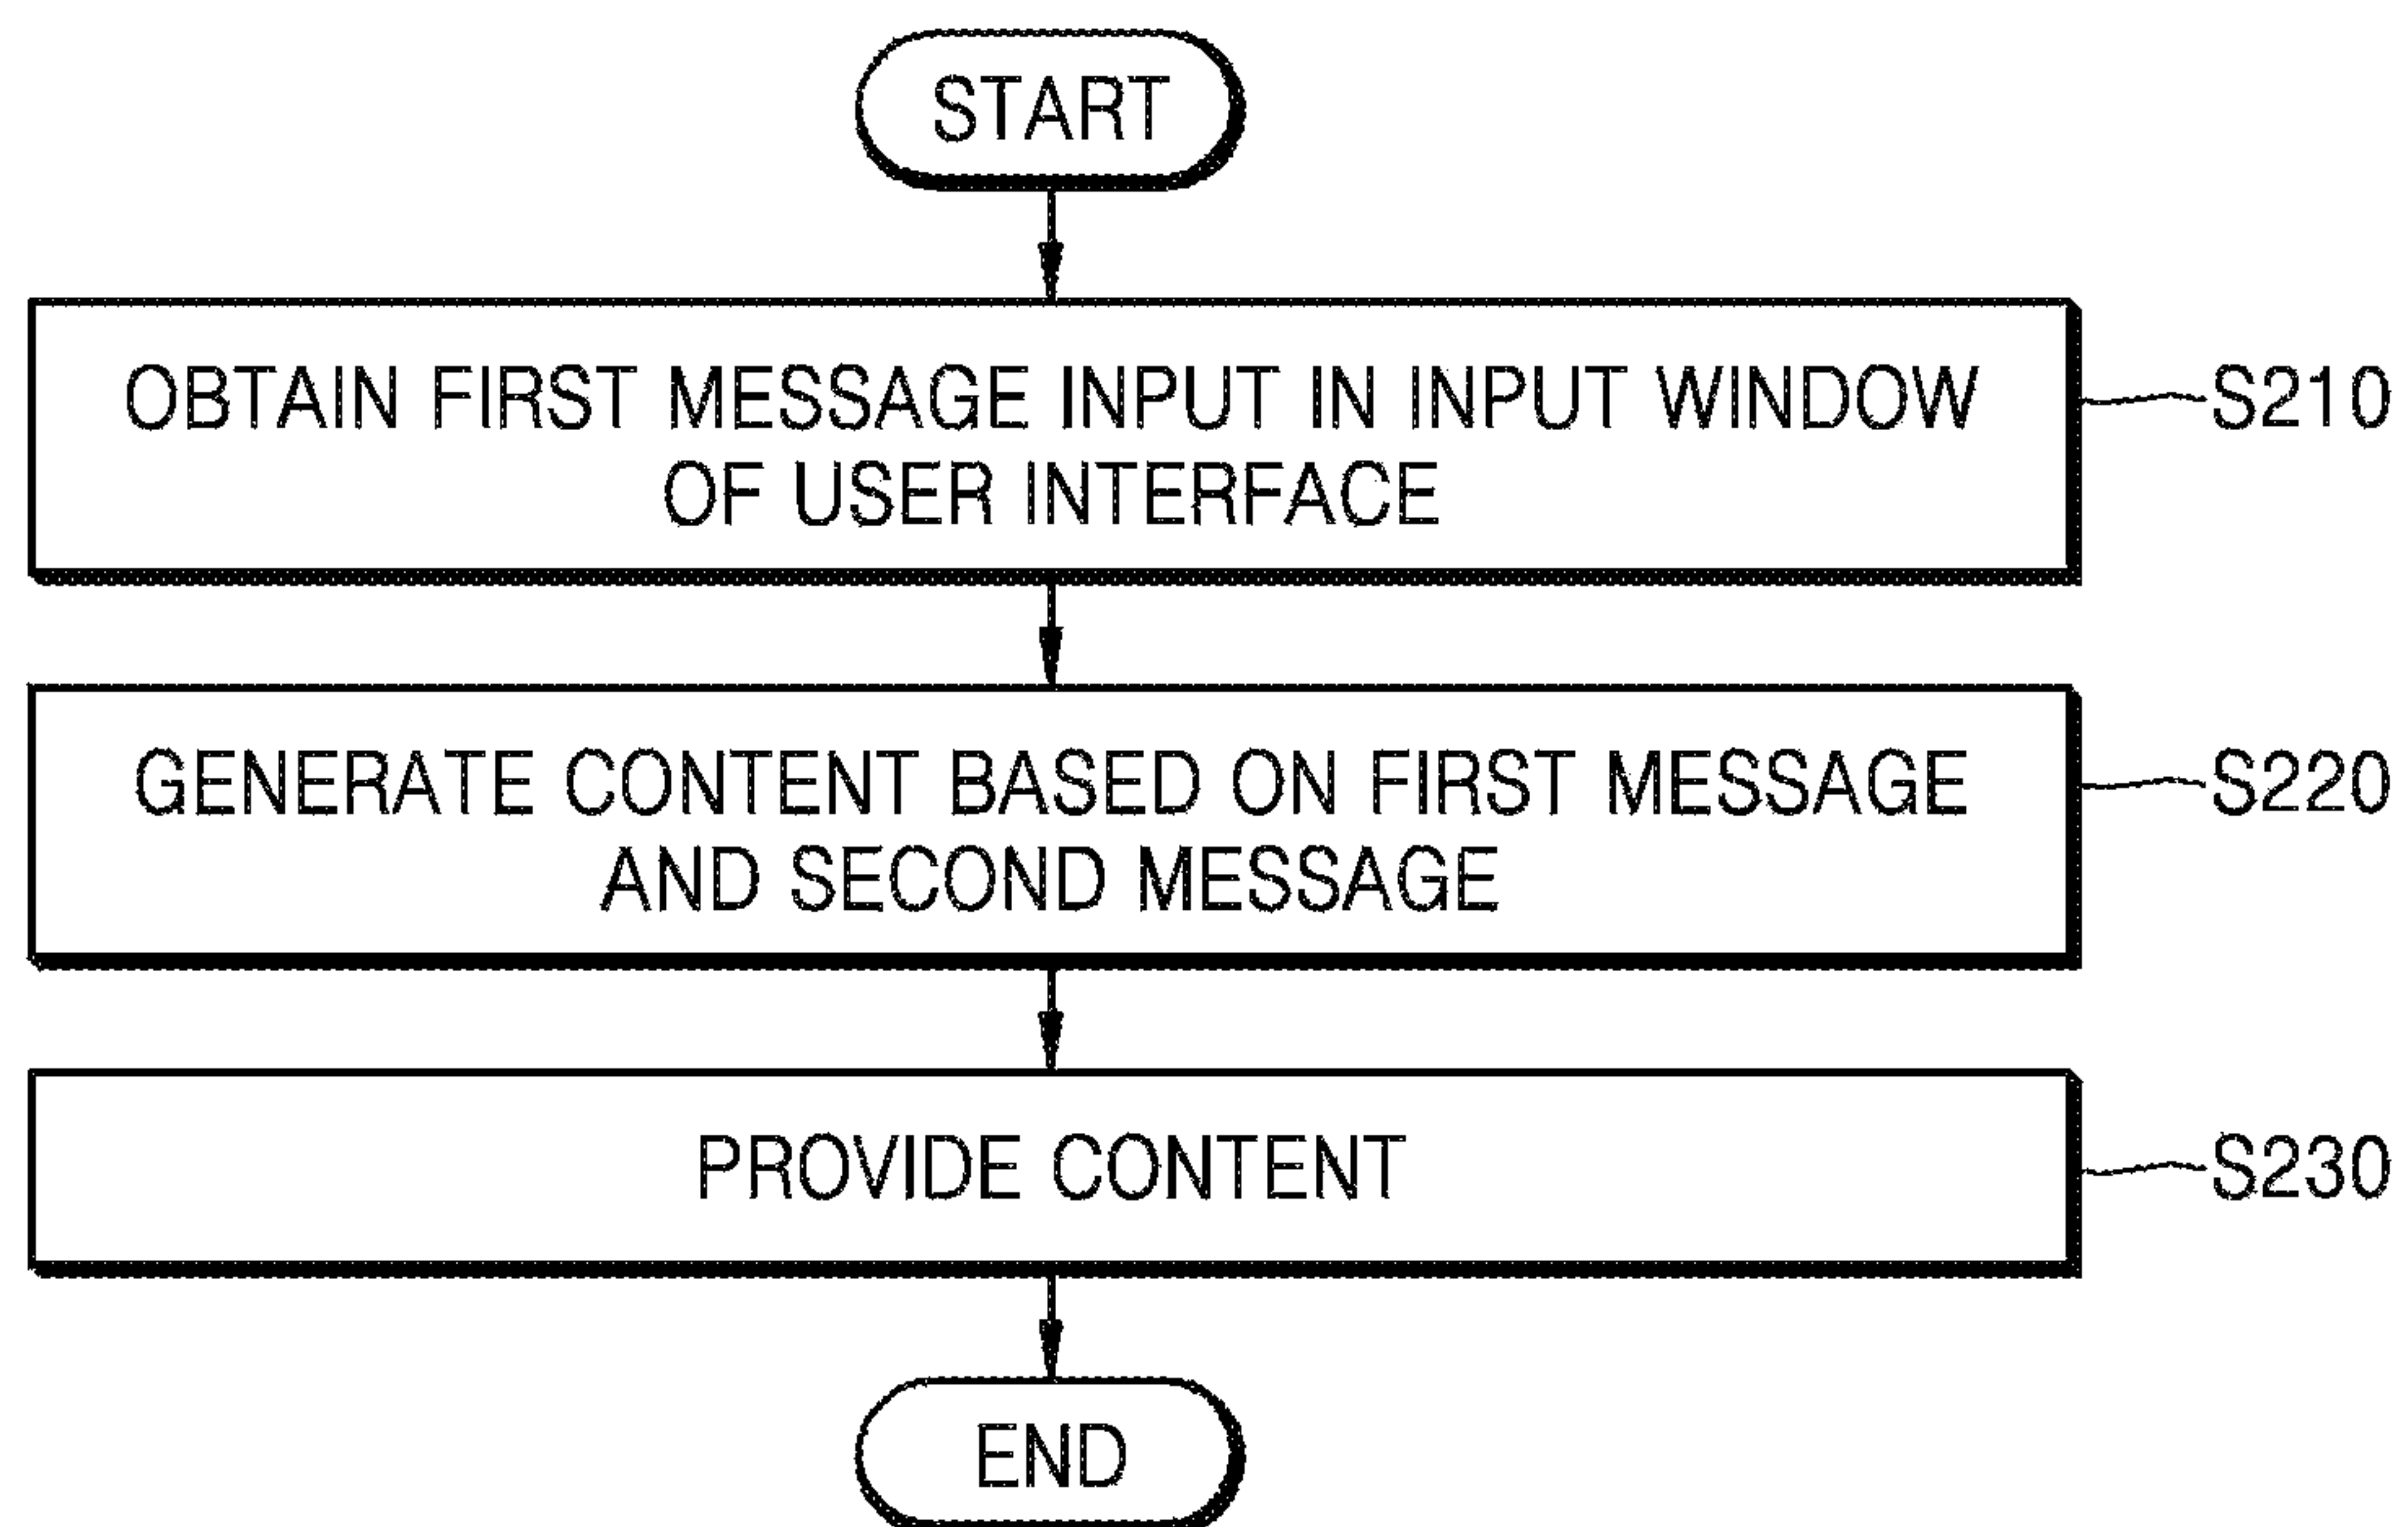 START
OBTAIN FIRST MESSAGE INPUT IN INPUT WINDOW
OF USER INTERFACE
S210
GENERATE CONTENT BASED ON FIRST MESSAGE
AND SECOND MESSAGE
S220
PROVIDE CONTENT
S230
END